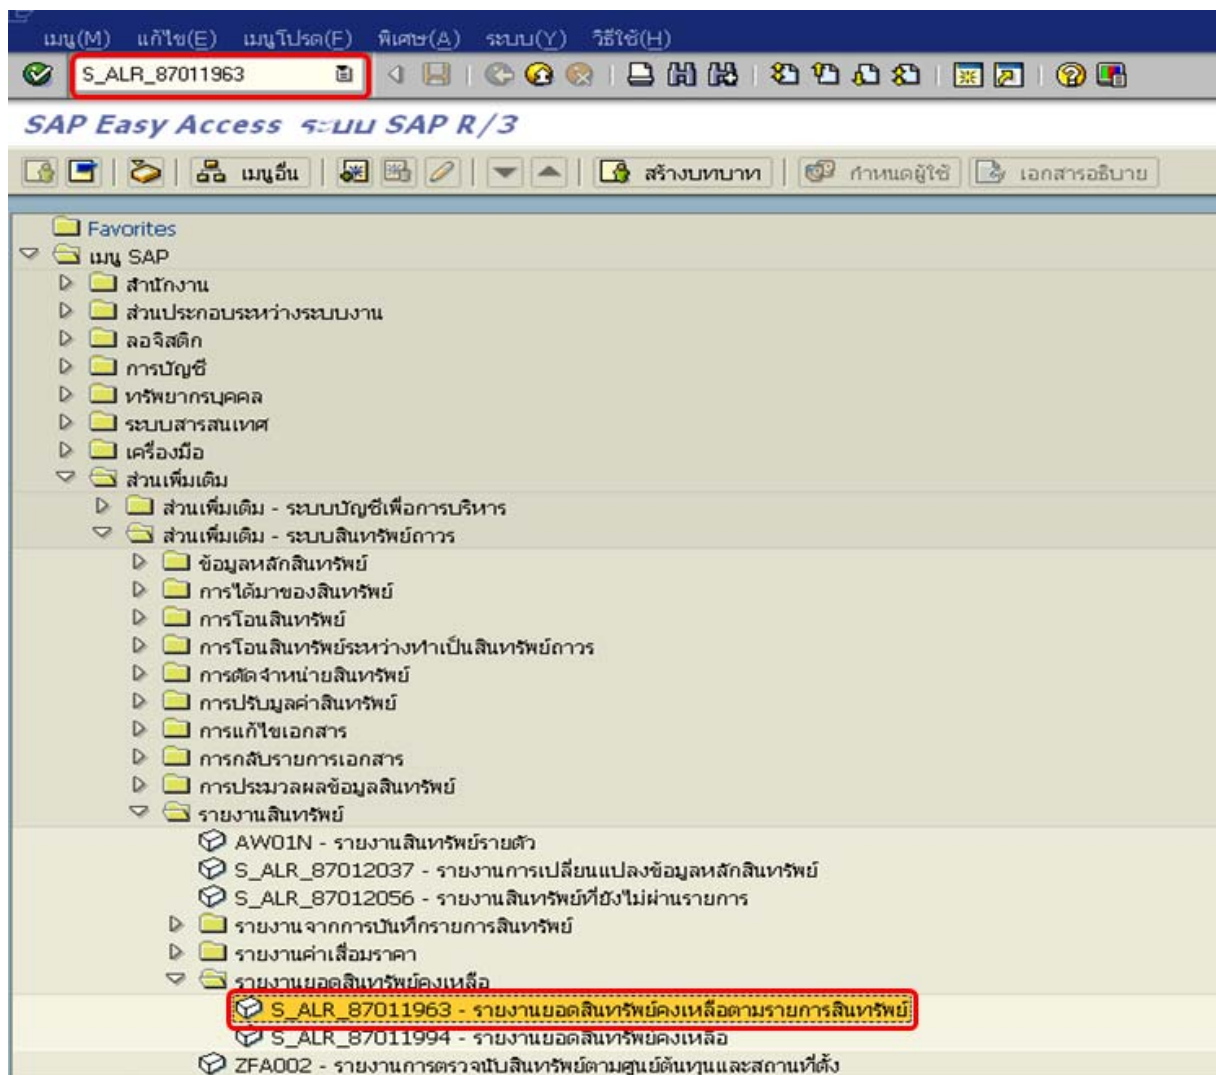 เมนู(M) แก้ไข(E) เมนูโปรด(F) พิเศษ(A) ระบบ(Y) วิธีใช้(H)
S_ALR_87011963
SAP Easy Access ระบบ SAP R/3
เมนูอื่น สร้างบทบาท กำหนดผู้ใช้ เอกสารอธิบาย
Favorites
เมนู SAP
สำนักงาน
ส่วนประกอบระหว่างระบบงาน
ลอจิสติก
การบัญชี
ทรัพยากรบุคคล
ระบบสารสนเทศ
เครื่องมือ
ส่วนเพิ่มเติม
ส่วนเพิ่มเติม - ระบบบัญชีเพื่อการบริหาร
ส่วนเพิ่มเติม - ระบบสินทรัพย์ถาวร
ข้อมูลหลักสินทรัพย์
การได้มาของสินทรัพย์
การโอนสินทรัพย์
การโอนสินทรัพย์ระหว่างทำเป็นสินทรัพย์ถาวร
การตัดจำหน่ายสินทรัพย์
การปรับมูลค่าสินทรัพย์
การแก้ไขเอกสาร
การกลับรายการเอกสาร
การประมวลผลข้อมูลสินทรัพย์
รายงานสินทรัพย์
AW01N - รายงานสินทรัพย์รายตัว
S_ALR_87012037 - รายงานการเปลี่ยนแปลงข้อมูลหลักสินทรัพย์
S_ALR_87012056 - รายงานสินทรัพย์ที่ยังไม่ผ่านรายการ
รายงานจากการบันทึกรายการสินทรัพย์
รายงานค่าเสื่อมราคา
รายงานยอดสินทรัพย์คงเหลือ
S_ALR_87011963 - รายงานยอดสินทรัพย์คงเหลือตามรายการสินทรัพย์
S_ALR_87011994 - รายงานยอดสินทรัพย์คงเหลือ
ZFA002 - รายงานการตรวจนับสินทรัพย์ตามศูนย์ต้นทุนและสถานที่ตั้ง